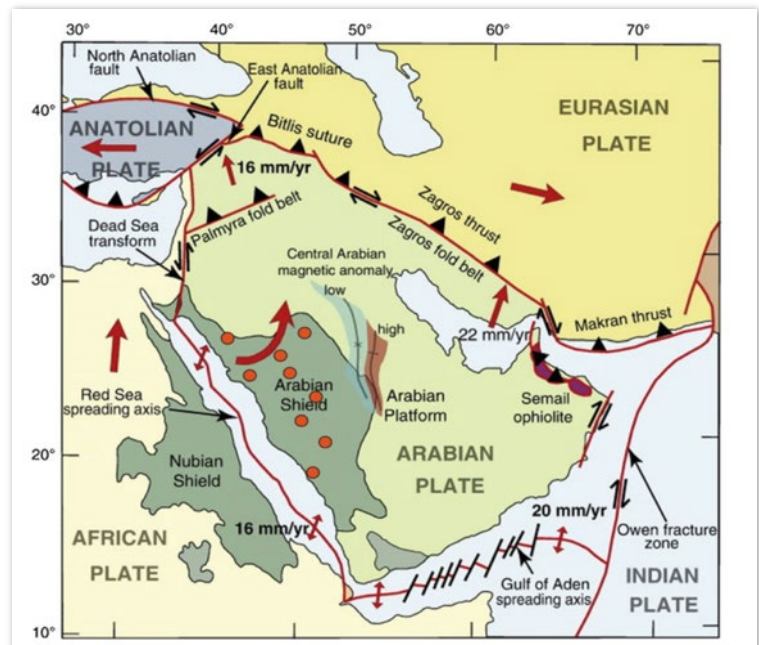 30° 40° 50° 60° 70°
North Anatolian
fault
East Anatolian
fault
40°
ANATOLIAN
PLATE
Bitlis suture
EURASIAN
PLATE
16 mm/yr
Dead Sea
transform
Palmyra fold belt
Zagros thrust
Zagros fold belt
Central Arabian
magnetic anomaly
low
high
30°
22 mm/yr
Makran thrust
Red Sea
spreading axis
Arabian
Shield
Arabian
Platform
Semail
ophiolite
20°
Nubian
Shield
ARABIAN
PLATE
AFRICAN
PLATE
16 mm/yr
20 mm/yr
Owen fracture
zone
Gulf of Aden
spreading axis
INDIAN
PLATE
10°